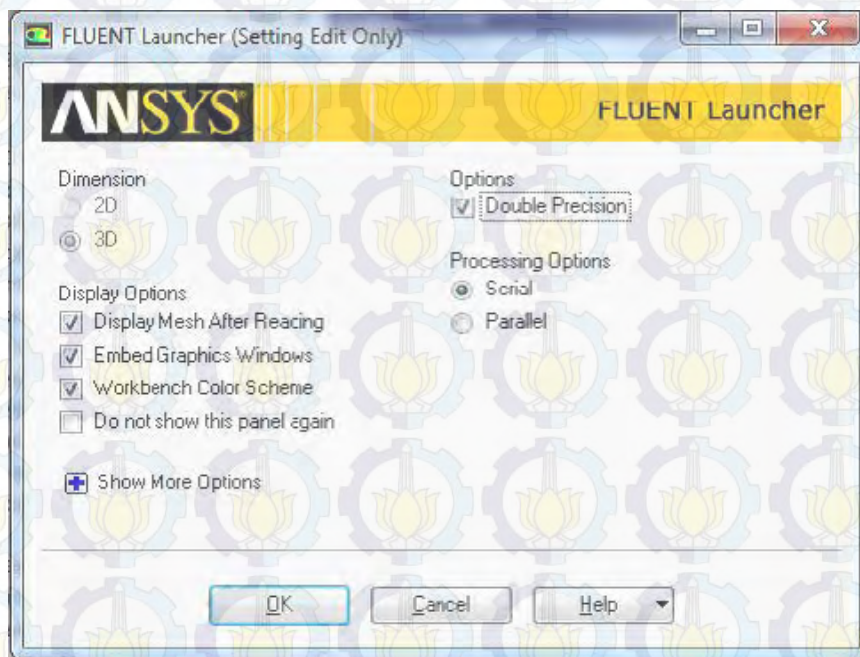 FLUENT Launcher (Setting Edit Only)
ANSYS®
FLUENT Launcher
Dimension
2D
3D
Display Options
Display Mesh After Reacing
Embed Graphics Windows
Workbench Color Scheme
Do not show this panel again
Show More Options
Options
Double Precision
Processing Options
Serial
Parallel
OK
Cancel
Help